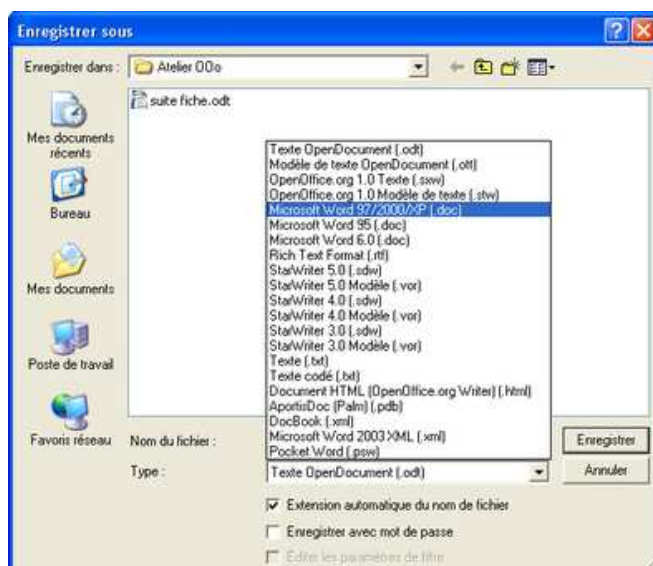 Enregistrer sous
Enregistrer dans :
Atelier OOo
suite fiche.odt
Mes documents récents
Bureau
Mes documents
Poste de travail
Favoris réseau
Texte OpenDocument (.odt)
Modèle de texte OpenDocument (.ott)
OpenOffice.org 1.0 Texte (.sxw)
OpenOffice.org 1.0 Modèle de texte (.stw)
Microsoft Word 97/2000/XP (.doc)
Microsoft Word 95 (.doc)
Microsoft Word 6.0 (.doc)
Rich Text Format (.rtf)
StarWriter 5.0 (.sdw)
StarWriter 5.0 Modèle (.vor)
StarWriter 4.0 (.sdw)
StarWriter 4.0 Modèle (.vor)
StarWriter 3.0 (.sdw)
StarWriter 3.0 Modèle (.vor)
Texte (.txt)
Texte codé (.txt)
Document HTML (OpenOffice.org Writer) (.html)
AportisDoc (Palm) (.pdb)
DocBook (.xml)
Microsoft Word 2003 XML (.xml)
Pocket Word (.psw)
Nom du fichier :
Enregistrer
Type :
Texte OpenDocument (.odt)
Annuler
Extension automatique du nom de fichier
Enregistrer avec mot de passe
Editer les paramètres de filtre